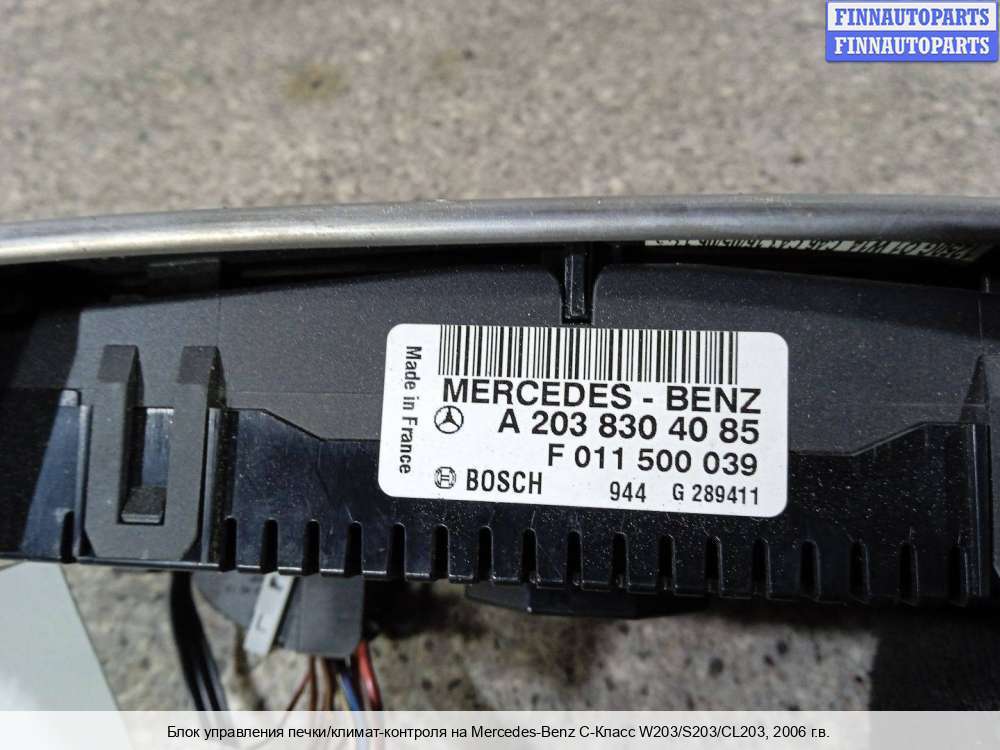 FINNAUTOPARTS
FINNAUTOPARTS
Made in France
MERCEDES - BENZ
A 203 830 40 85
F 011 500 039
BOSCH 944 G 289411
Блок управления печки/климат-контроля на Mercedes-Benz C-Класс W203/S203/CL203, 2006 г.в.